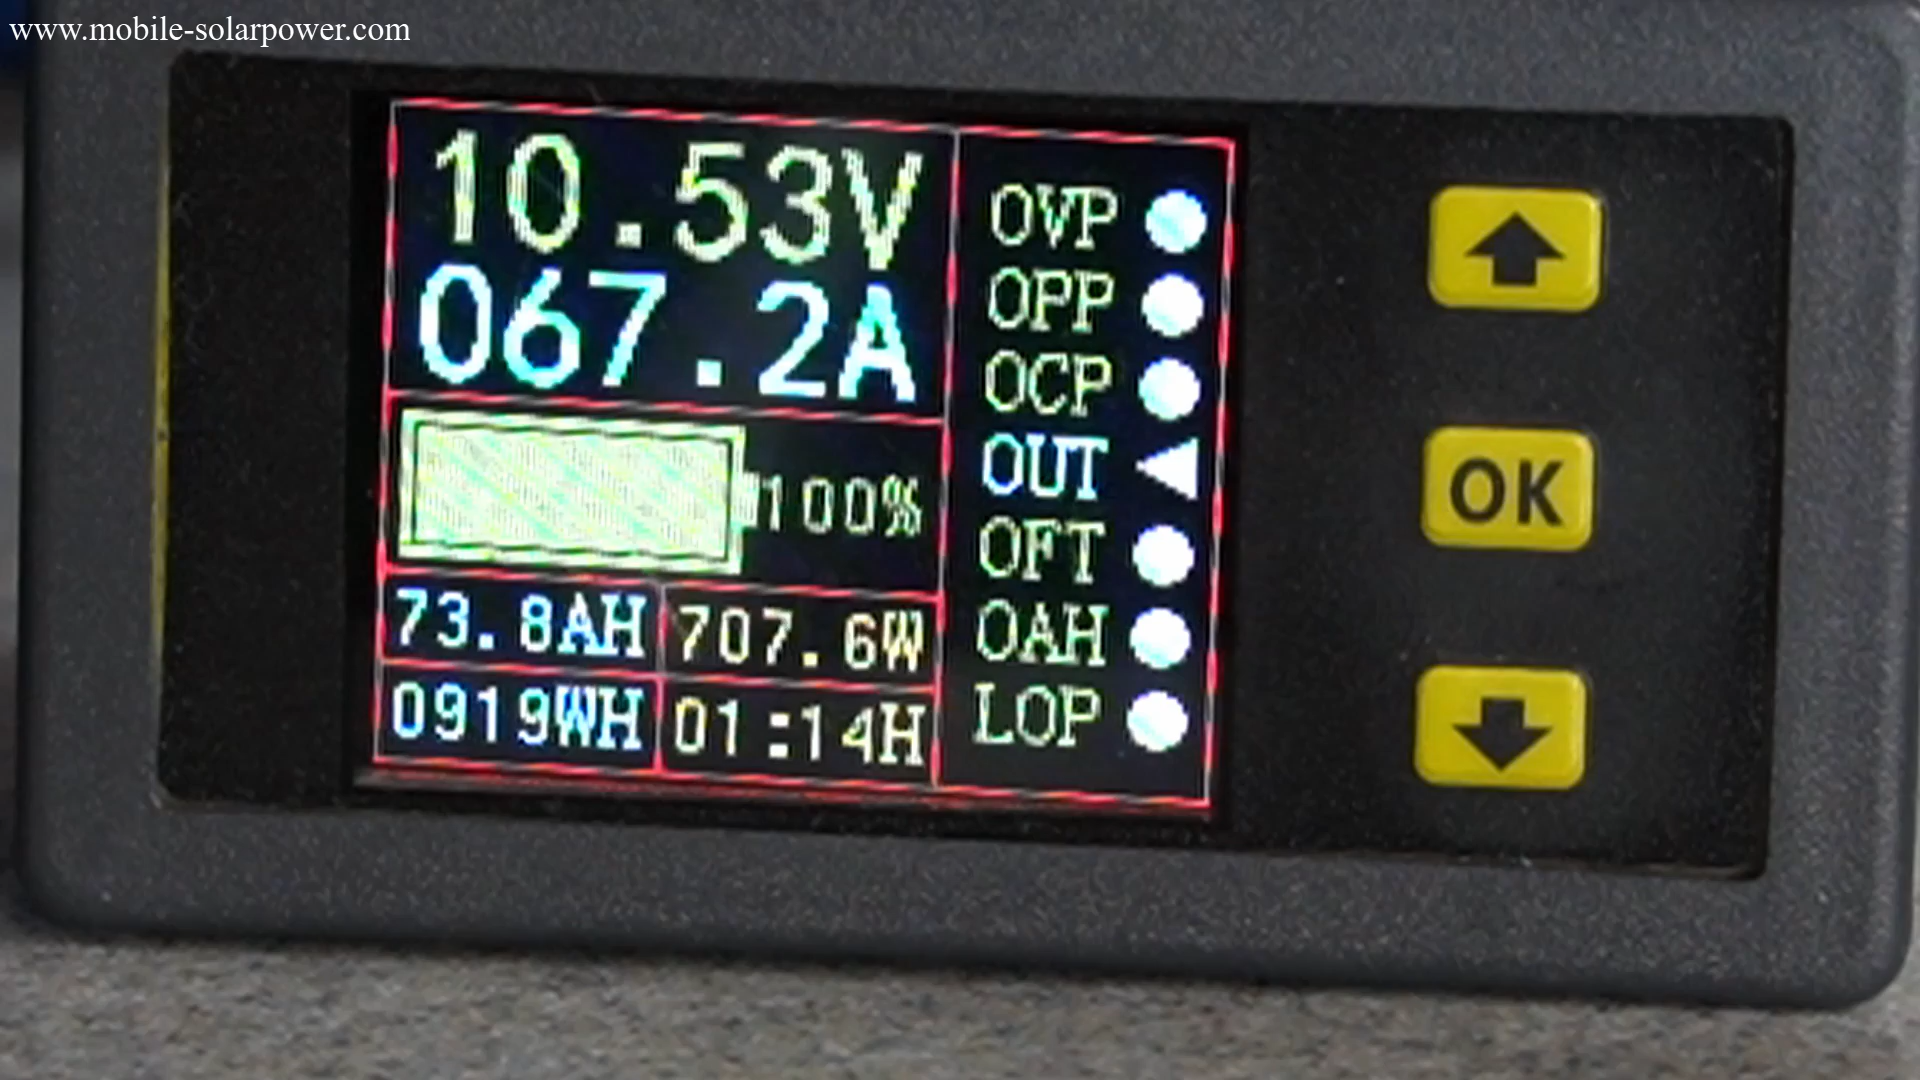 www.mobile-solarpower.com
10.53V
067.2A
100%
73.8AH
707.6W
0919WH
01:14H
OVP
OPP
OCP
OUT
OFT
OAH
LOP
OK